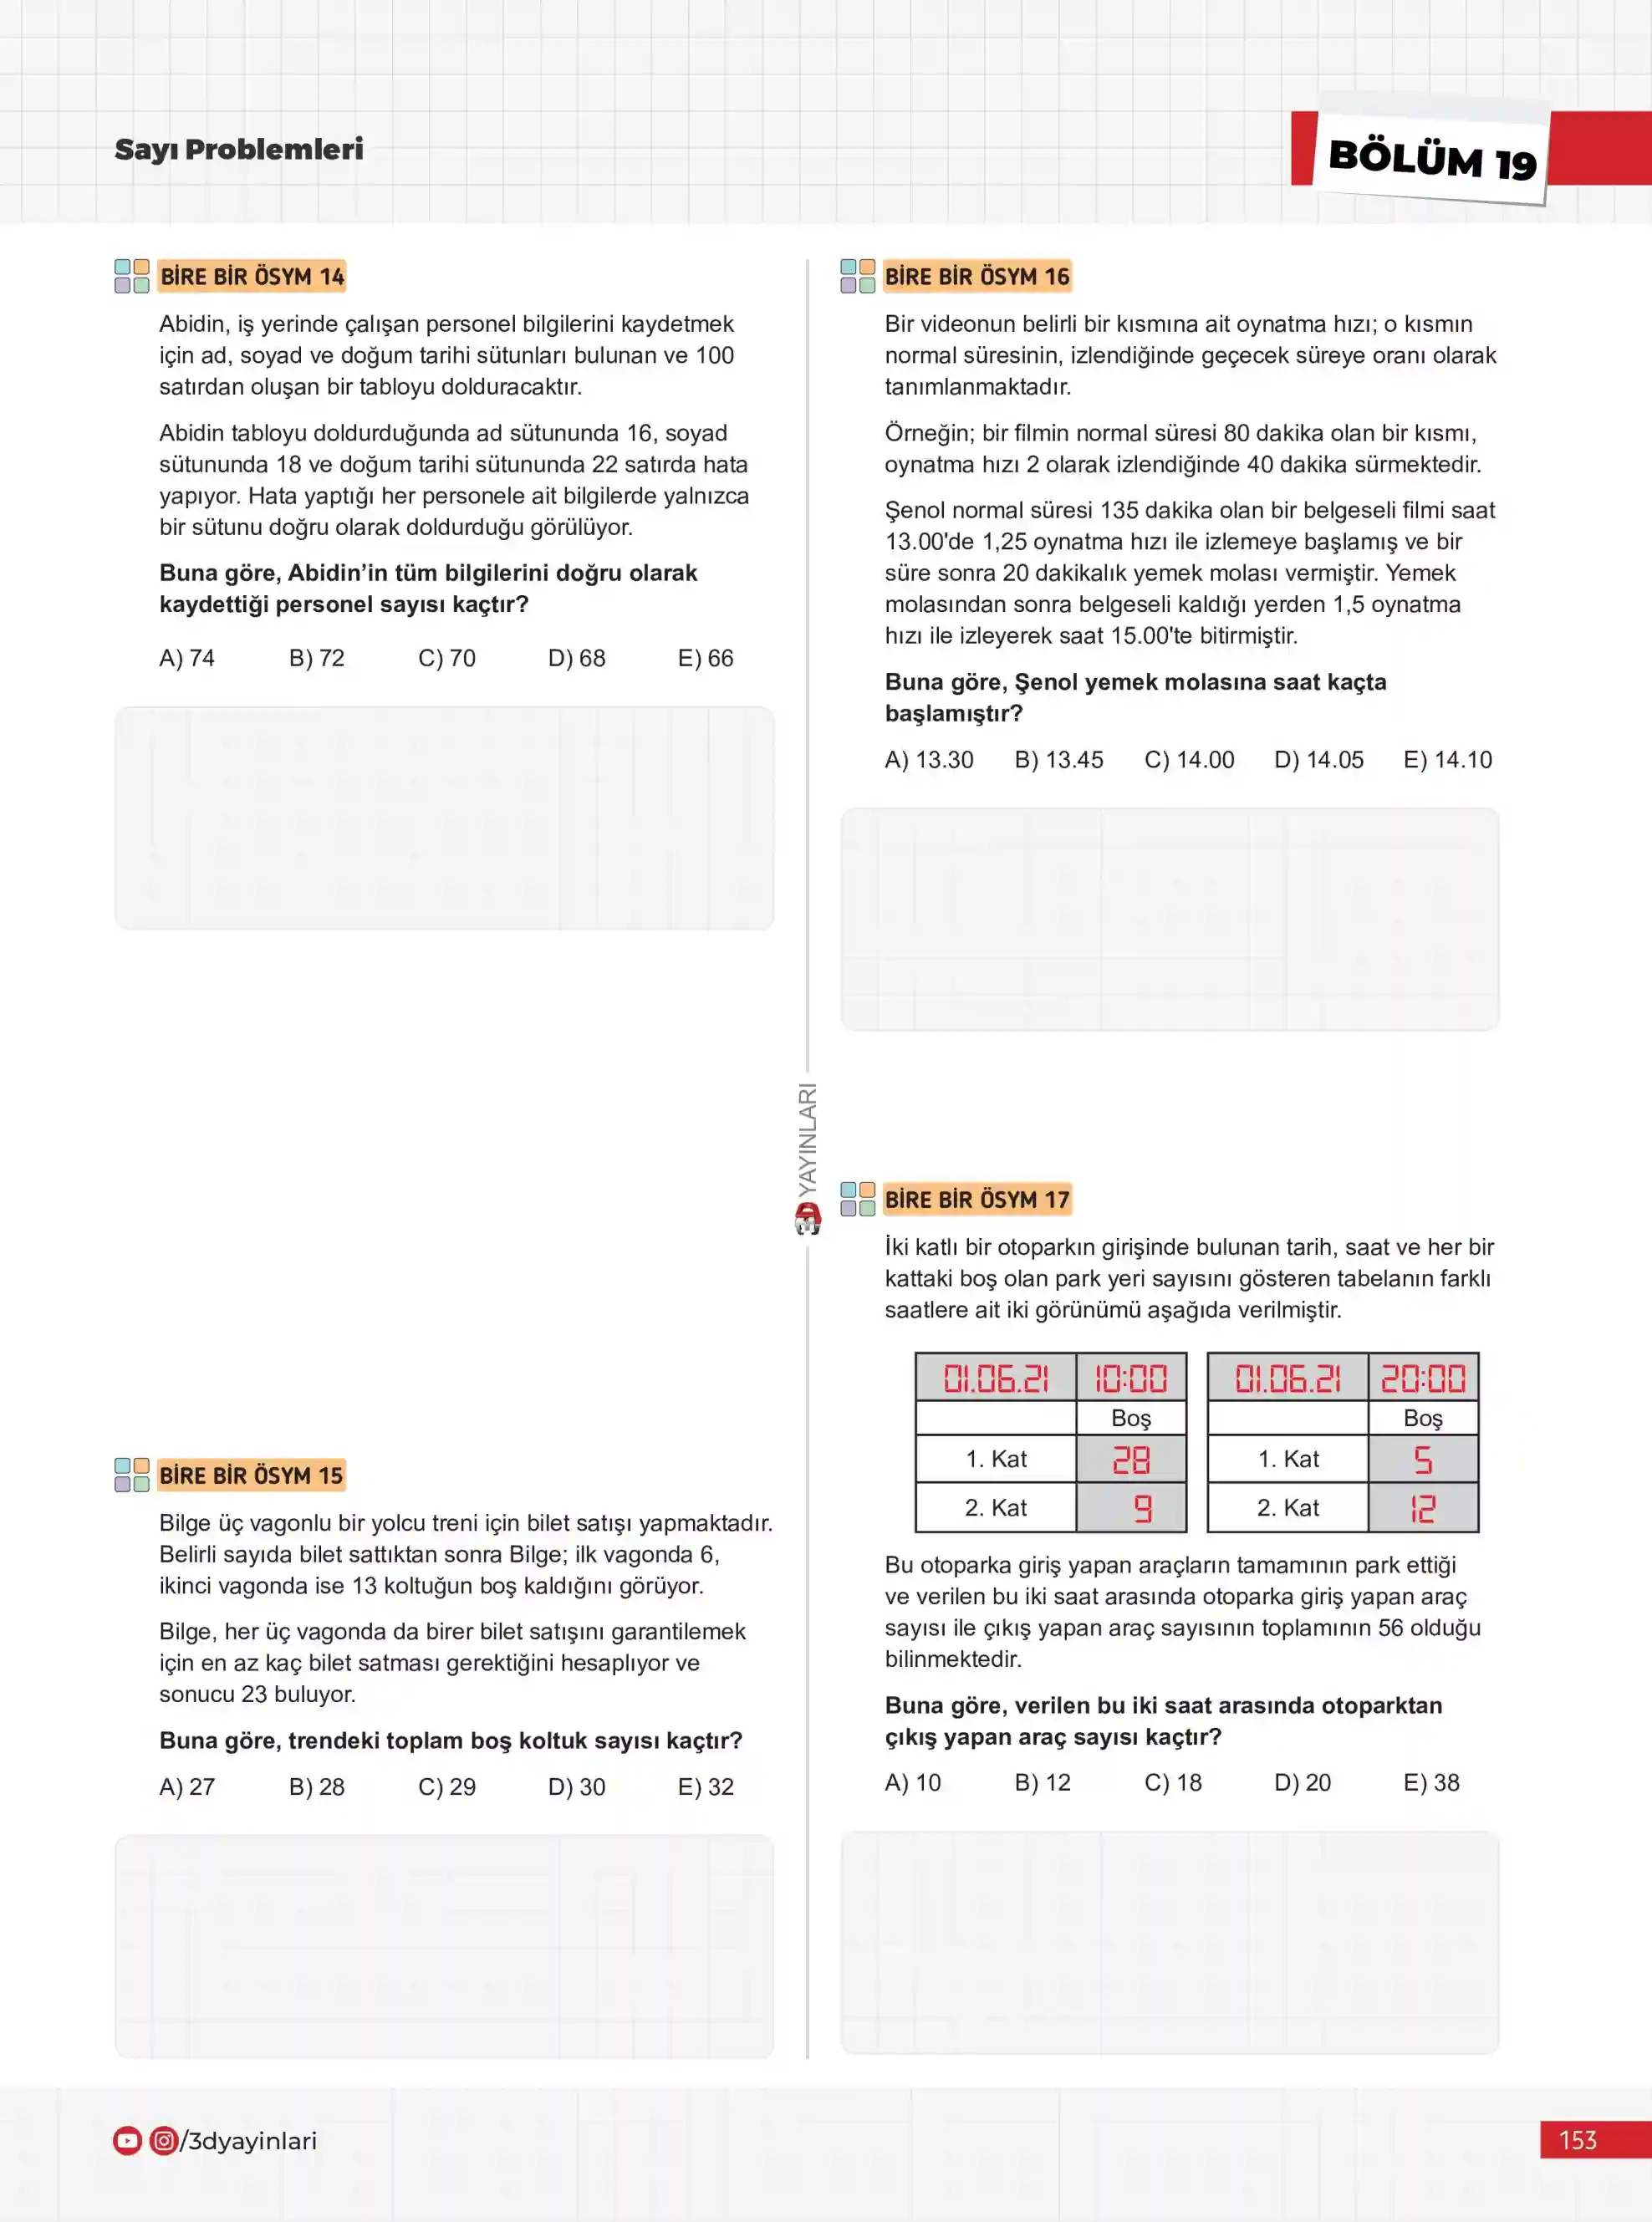 Sayı Problemleri
BÖLÜM 19
BİRE BİR ÖSYM 14
Abidin, iş yerinde çalışan personel bilgilerini kaydetmek
için ad, soyad ve doğum tarihi sütunları bulunan ve 100
satırdan oluşan bir tabloyu dolduracaktır.
Abidin tabloyu doldurduğunda ad sütununda 16, soyad
sütununda 18 ve doğum tarihi sütununda 22 satırda hata
yapıyor. Hata yaptığı her personele ait bilgilerde yalnızca
bir sütunu doğru olarak doldurduğu görülüyor.
Buna göre, Abidin’in tüm bilgilerini doğru olarak
kaydettiği personel sayısı kaçtır?
A) 74 B) 72 C) 70 D) 68 E) 66
BİRE BİR ÖSYM 15
Bilge üç vagonlu bir yolcu treni için bilet satışı yapmaktadır.
Belirli sayıda bilet sattıktan sonra Bilge; ilk vagonda 6,
ikinci vagonda ise 13 koltuğun boş kaldığını görüyor.
Bilge, her üç vagonda da birer bilet satışını garantilemek
için en az kaç bilet satması gerektiğini hesaplıyor ve
sonucu 23 buluyor.
Buna göre, trendeki toplam boş koltuk sayısı kaçtır?
A) 27 B) 28 C) 29 D) 30 E) 32
YAYINLARI
BİRE BİR ÖSYM 16
Bir videonun belirli bir kısmına ait oynatma hızı; o kısmın
normal süresinin, izlendiğinde geçecek süreye oranı olarak
tanımlanmaktadır.
Örneğin; bir filmin normal süresi 80 dakika olan bir kısmı,
oynatma hızı 2 olarak izlendiğinde 40 dakika sürmektedir.
Şenol normal süresi 135 dakika olan bir belgeseli filmi saat
13.00'de 1,25 oynatma hızı ile izlemeye başlamış ve bir
süre sonra 20 dakikalık yemek molası vermiştir. Yemek
molasından sonra belgeseli kaldığı yerden 1,5 oynatma
hızı ile izleyerek saat 15.00'te bitirmiştir.
Buna göre, Şenol yemek molasına saat kaçta
başlamıştır?
A) 13.30 B) 13.45 C) 14.00 D) 14.05 E) 14.10
BİRE BİR ÖSYM 17
İki katlı bir otoparkın girişinde bulunan tarih, saat ve her bir
kattaki boş olan park yeri sayısını gösteren tabelanın farklı
saatlere ait iki görünümü aşağıda verilmiştir.
01.06.21 10:00 01.06.21 20:00
Boş Boş
1. Kat 28 1. Kat 5
2. Kat 9 2. Kat 12
Bu otoparka giriş yapan araçların tamamının park ettiği
ve verilen bu iki saat arasında otoparka giriş yapan araç
sayısı ile çıkış yapan araç sayısının toplamının 56 olduğu
bilinmektedir.
Buna göre, verilen bu iki saat arasında otoparktan
çıkış yapan araç sayısı kaçtır?
A) 10 B) 12 C) 18 D) 20 E) 38
/3dyayinlari
153